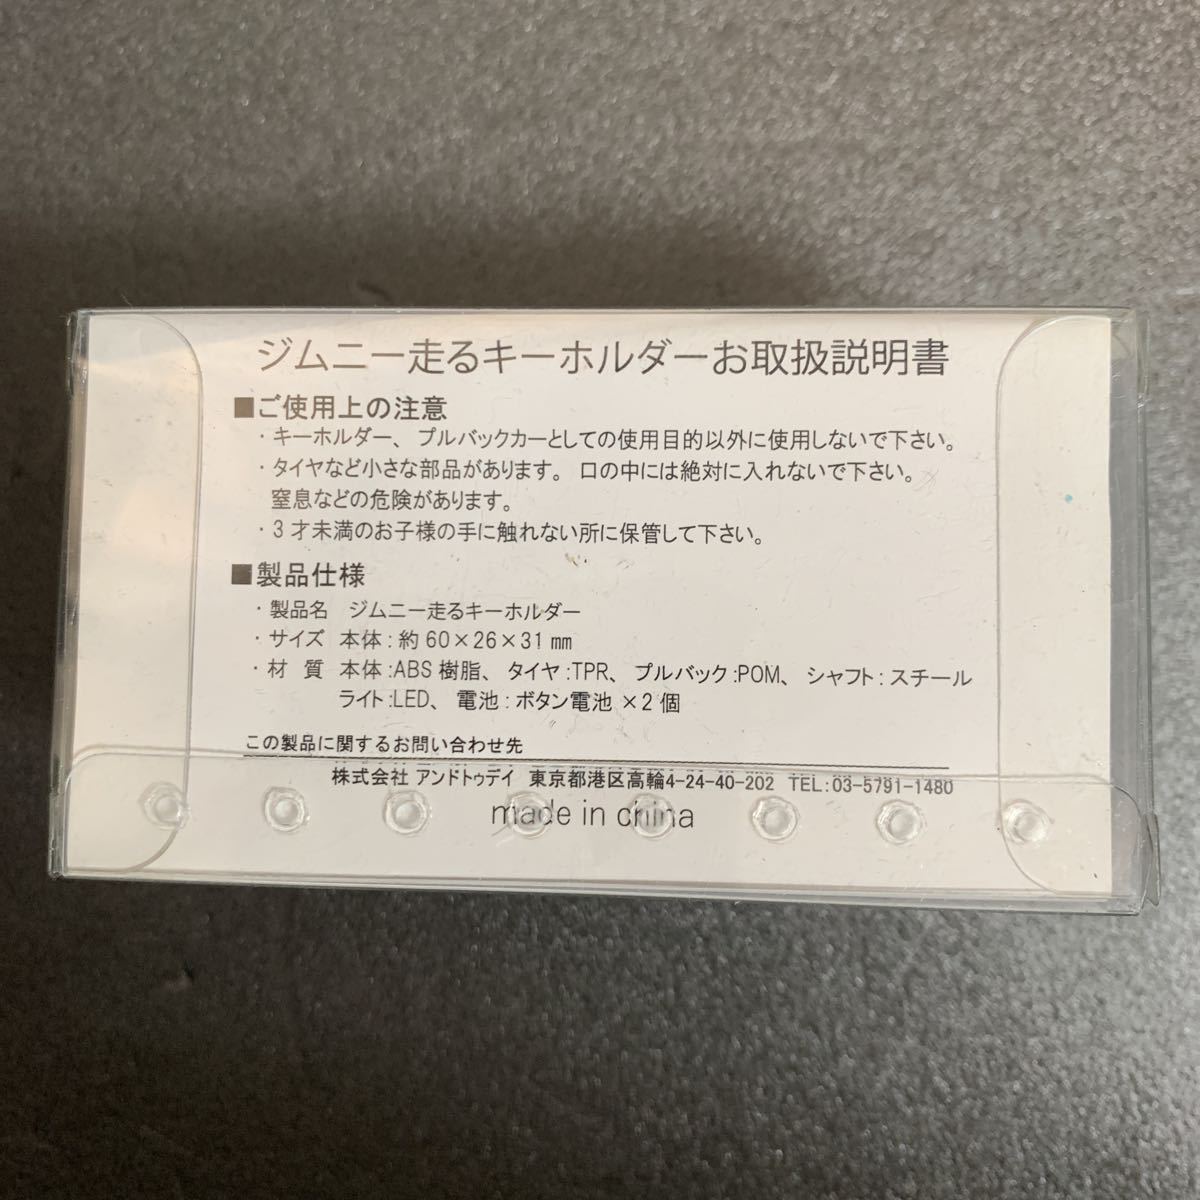 ジムニー走るキーホルダーお取扱説明書
■ご使用上の注意
・キーホルダー、プルバックカーとしての使用目的以外に使用しないで下さい。
・タイヤなど小さな部品があります。 口の中には絶対に入れないで下さい。
窒息などの危険があります。
・3才未満のお子様の手に触れない所に保管して下さい。
■製品仕様
・製品名 ジムニー走るキーホルダー
・サイズ 本体:約60×26×31㎜
・材 質 本体:ABS樹脂、タイヤ:TPR、プルバック:POM、シャフト:スチール
ライト:LED、電池:ボタン電池×2個
この製品に関するお問い合わせ先
株式会社 アンドトゥデイ 東京都港区高輪4-24-40-202 TEL:03-5791-1480
made in china